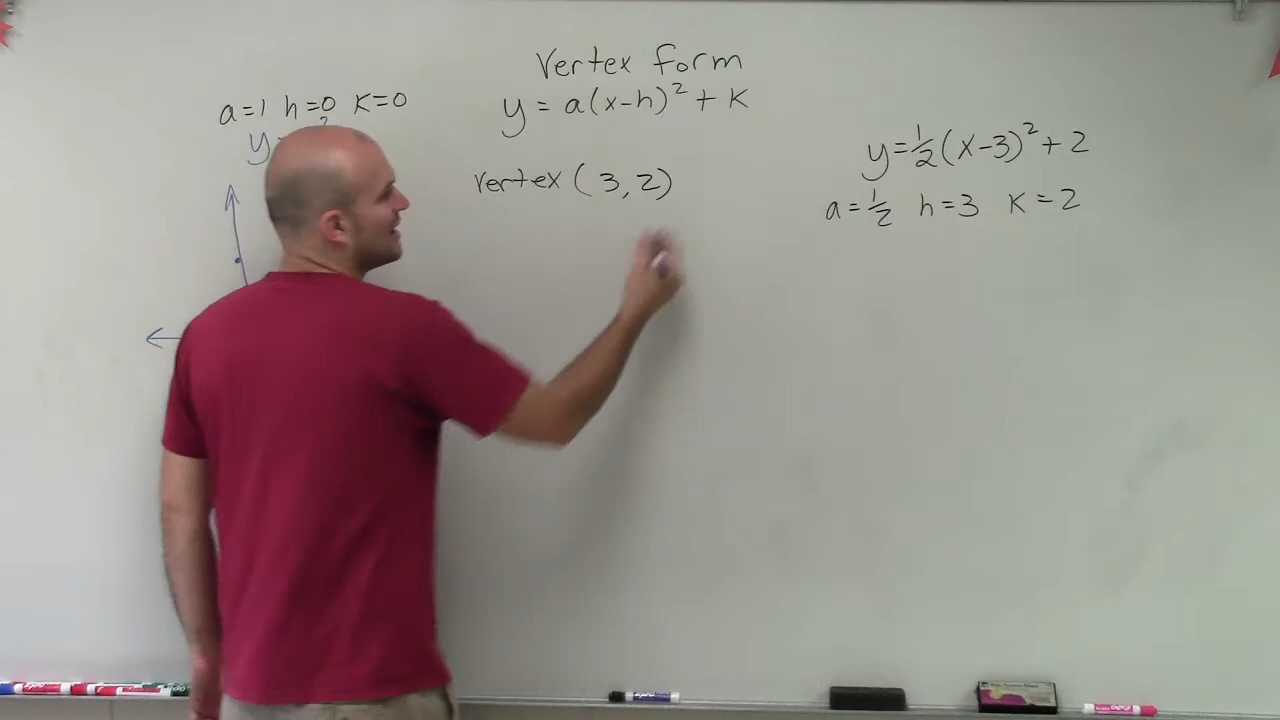 Vertex form
y = a(x-h)² + k
a=1 h=0 k=0
y=
vertex (3,2)
y=½(x-3)²+2
a=½ h=3 k=2